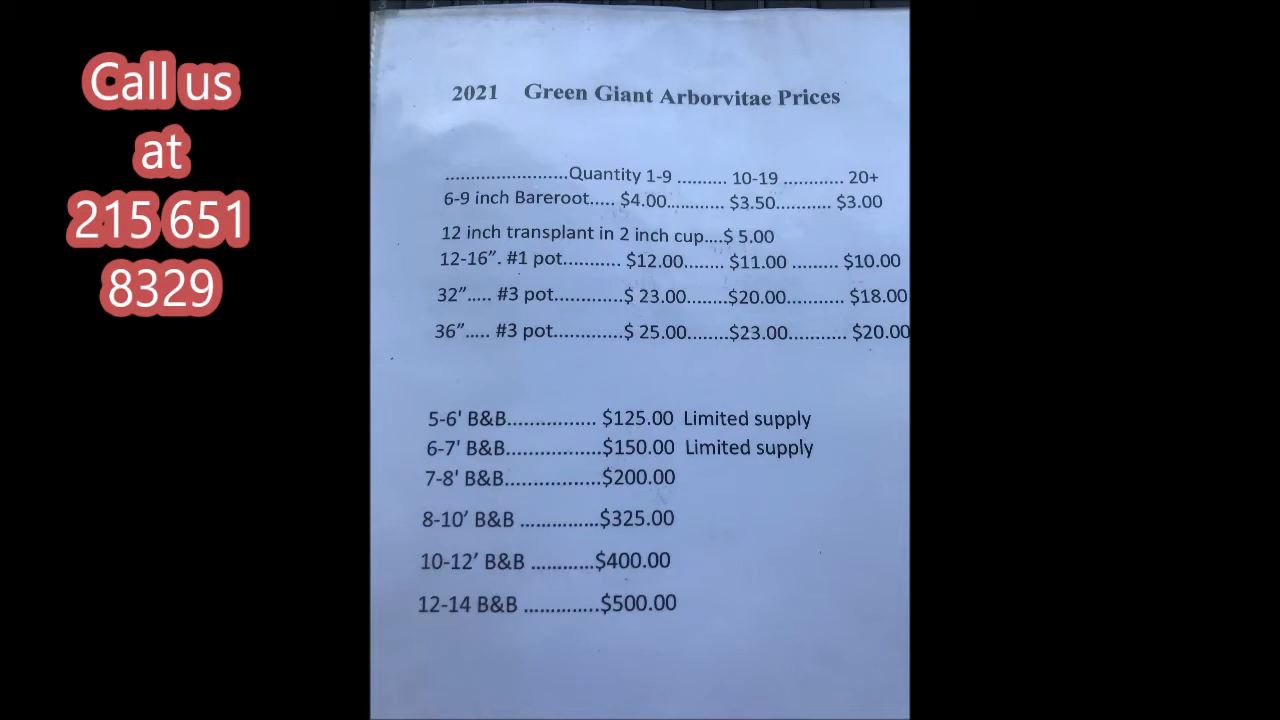 Call us
at
215 651
8329
2021 Green Giant Arborvitae Prices
........................Quantity 1-9 .......... 10-19 ............ 20+
6-9 inch Bareroot..... $4.00............ $3.50........... $3.00
12 inch transplant in 2 inch cup....$ 5.00
12-16”. #1 pot........... $12.00........ $11.00 ......... $10.00
32”..... #3 pot.............$ 23.00........$20.00........... $18.00
36”..... #3 pot.............$ 25.00........$23.00............ $20.00
5-6' B&B................. $125.00 Limited supply
6-7' B&B..................$150.00 Limited supply
7-8' B&B..................$200.00
8-10’ B&B ...............$325.00
10-12’ B&B ............$400.00
12-14 B&B ..............$500.00